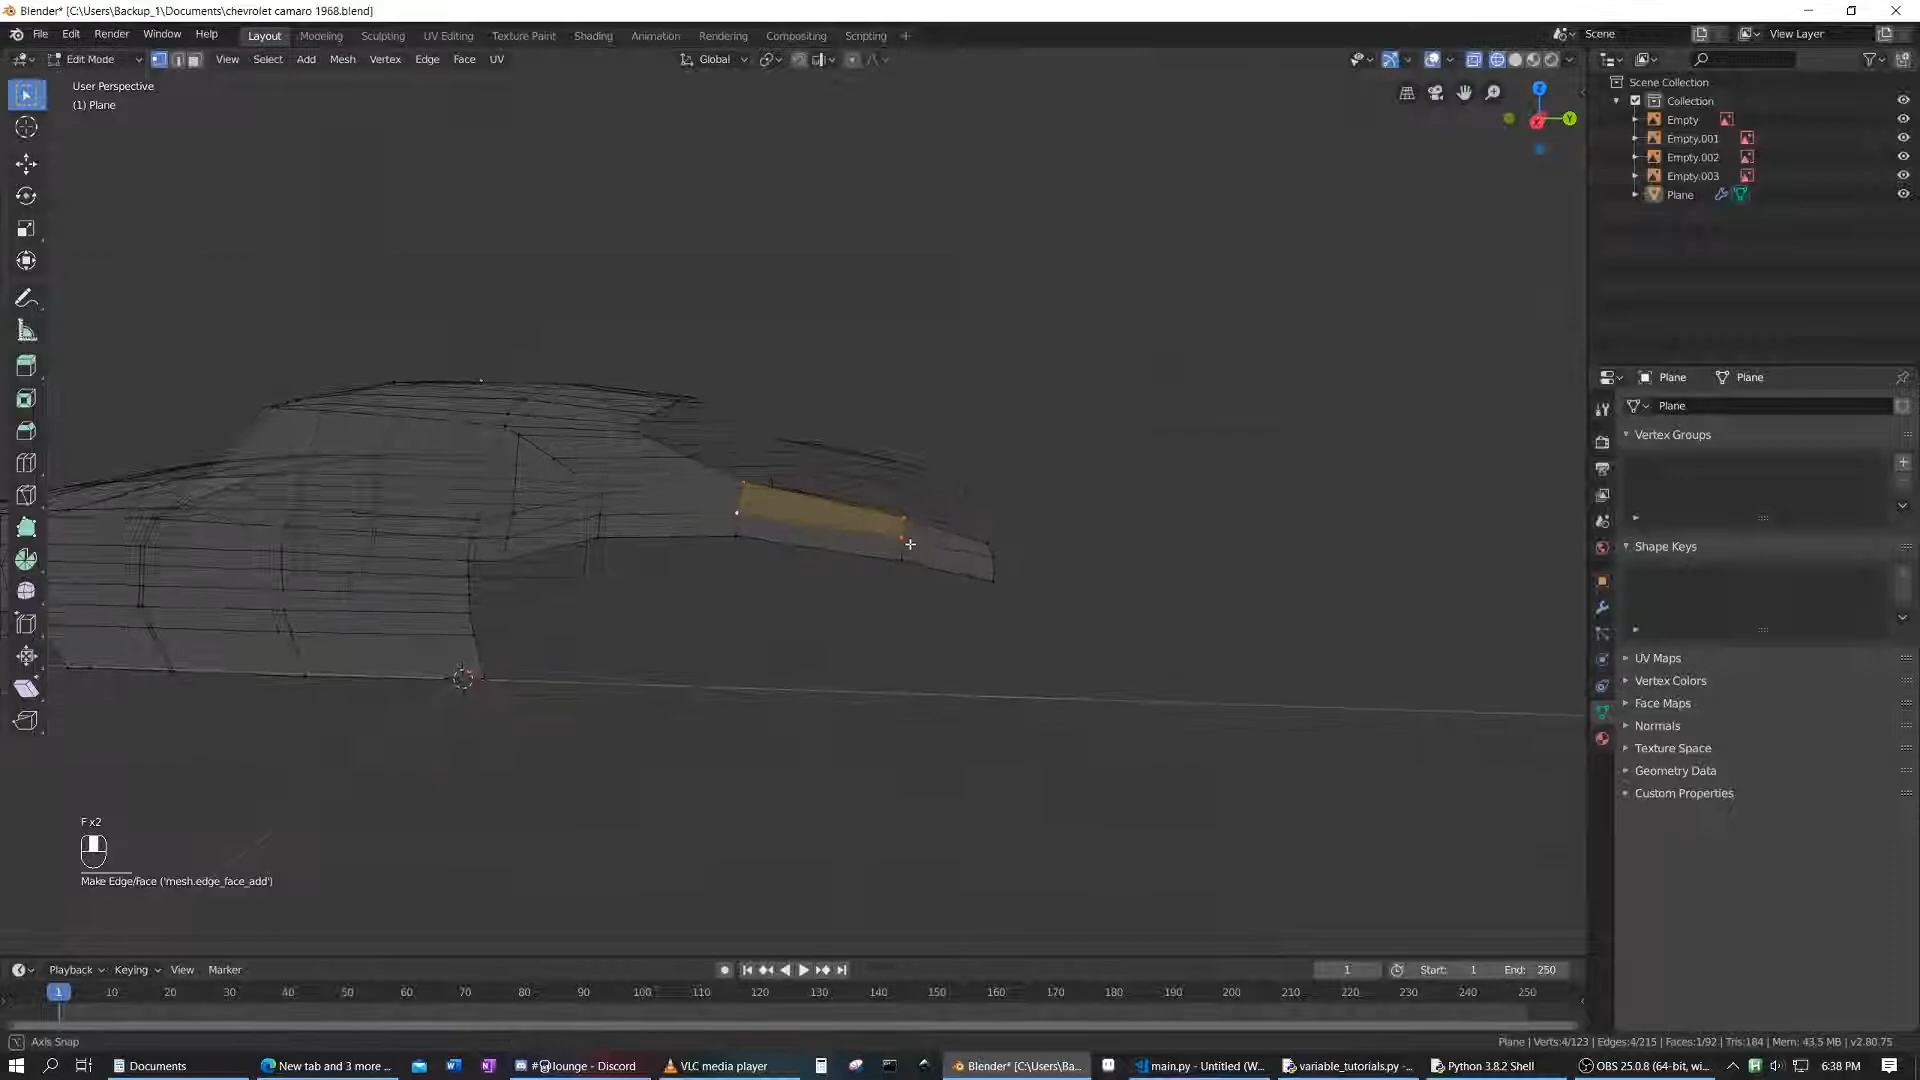 Blender* [C:\Users\Backup_1\Documents\chevrolet camaro 1968.blend]
File Edit Render Window Help Layout Modeling Sculpting UV Editing Texture Paint Shading Animation Rendering Compositing Scripting + Scene View Layer
Edit Mode View Select Add Mesh Vertex Edge Face UV Global
User Perspective
(1) Plane
Z
Y
X
Scene Collection
Collection
Empty
Empty.001
Empty.002
Empty.003
Plane
Plane Plane
Plane
Vertex Groups
Shape Keys
UV Maps
Vertex Colors
Face Maps
Normals
Texture Space
Geometry Data
Custom Properties
F x2
Make Edge/Face ('mesh.edge_face_add')
Playback Keying View Marker 1 Start: 1 End: 250
1 10 20 30 40 50 60 70 80 90 100 110 120 130 140 150 160 170 180 190 200 210 220 230 240 250
Axis Snap Plane | Verts:4/123 | Edges:4/215 | Faces:1/92 | Tris:184 | Mem: 43.5 MB | v2.80.75
Documents New tab and 3 more ... lounge - Discord VLC media player Blender* [C:\Users\Ba... main.py - Untitled (W... variable_tutorials.py -... Python 3.8.2 Shell OBS 25.0.8 (64-bit, wi... 6:38 PM